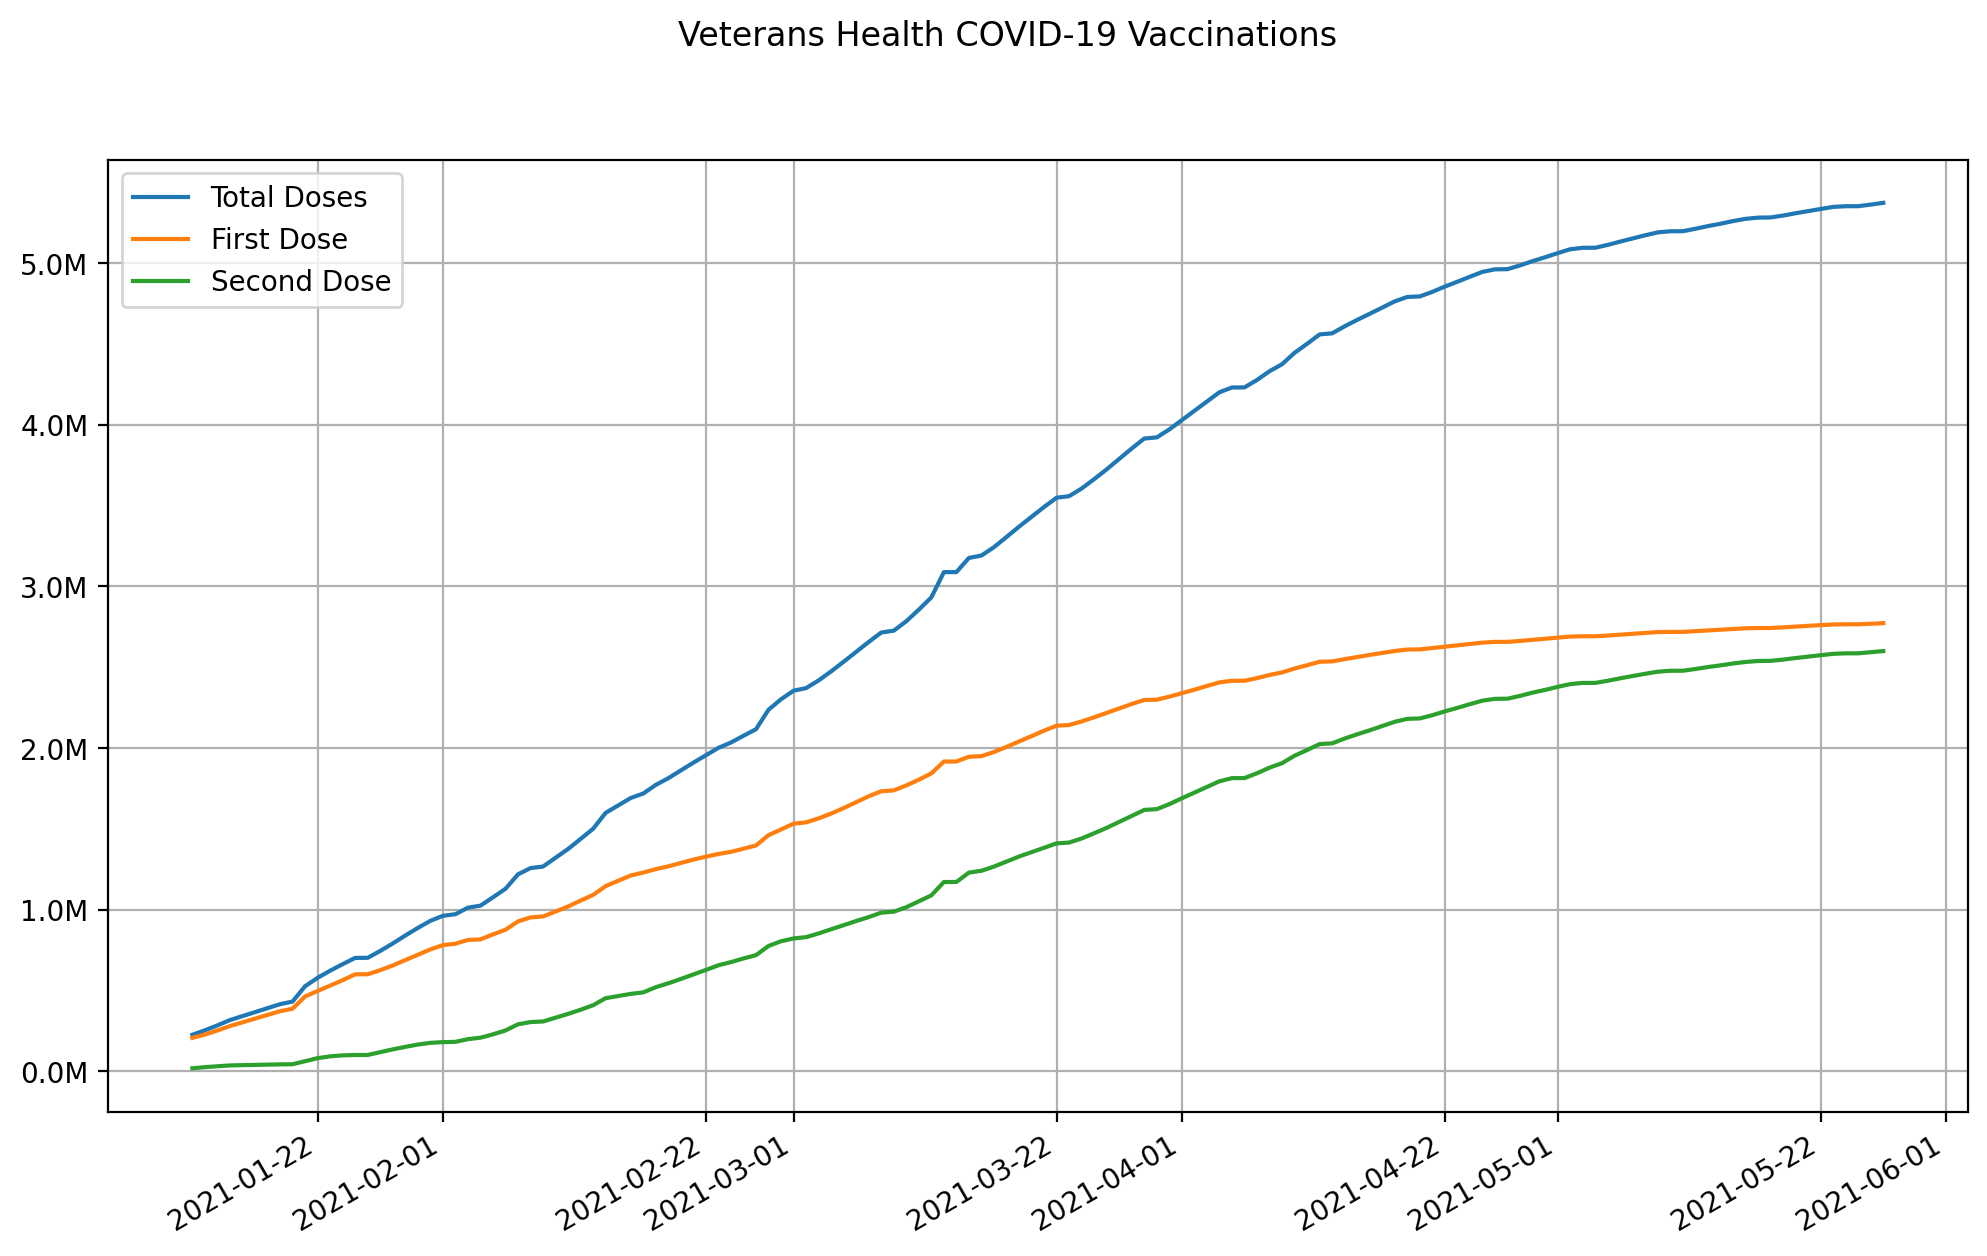 Veterans Health COVID-19 Vaccinations
Total Doses
First Dose
Second Dose
5.0M
4.0M
3.0M
2.0M
1.0M
0.0M
2021-01-22
2021-02-01
2021-02-22
2021-03-01
2021-03-22
2021-04-01
2021-04-22
2021-05-01
2021-05-22
2021-06-01